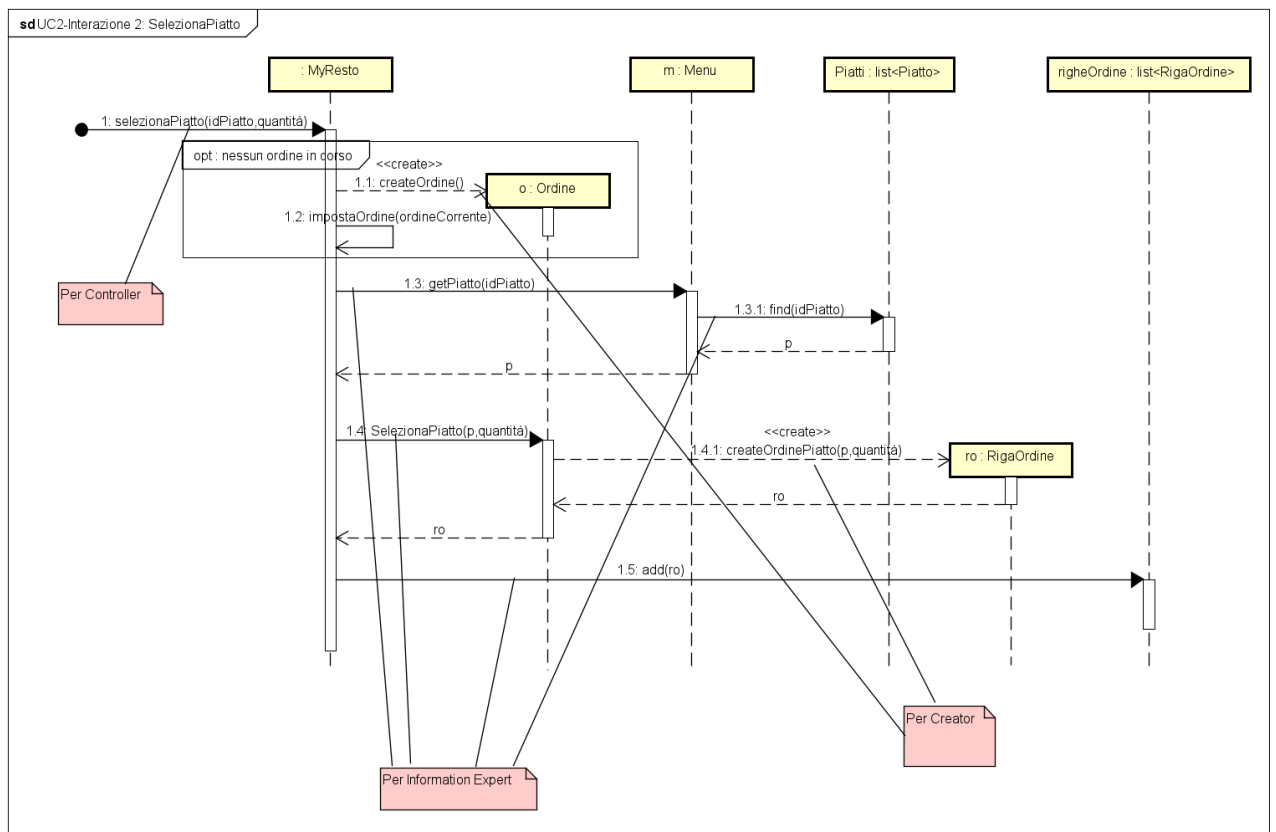 sd UC2-Interazione 2: SelezionaPiatto
: MyResto
m : Menu
Piatti : list<Piatto>
righeOrdine : list<RigaOrdine>
1: selezionaPiatto(idPiatto,quantità)
opt : nessun ordine in corso
<<create>>
1.1: createOrdine()
o : Ordine
1.2: impostaOrdine(ordineCorrente)
Per Controller
1.3: getPiatto(idPiatto)
1.3.1: find(idPiatto)
p
p
1.4: SelezionaPiatto(p,quantità)
<<create>>
1.4.1: createOrdinePiatto(p,quantità)
ro : RigaOrdine
ro
ro
1.5: add(ro)
Per Creator
Per Information Expert